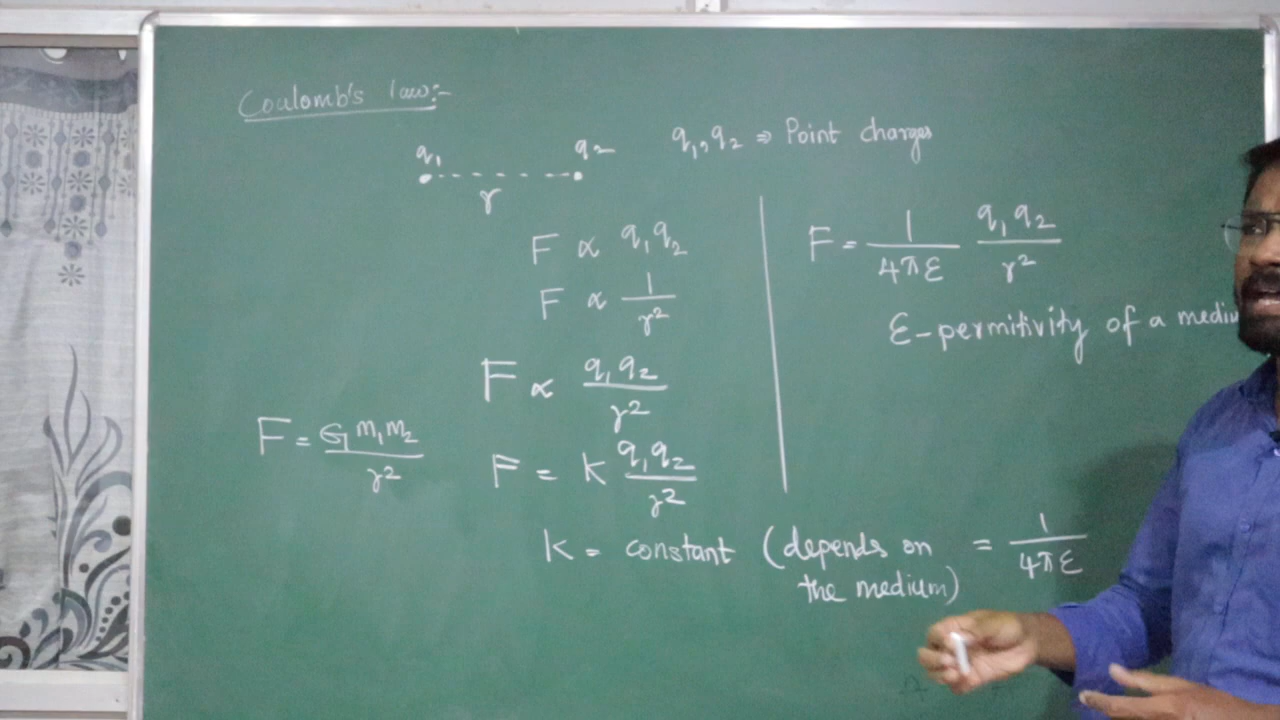 Coulomb's law:-
q₁ q₂ q₁,q₂ ⇒ Point charges
r
F ∝ q₁q₂
F ∝ 1/r²
F ∝ q₁q₂/r²
F = G m₁m₂/r²
F = K q₁q₂/r²
K = constant (depends on the medium) = 1/4πε
F = 1/4πε q₁q₂/r²
ε-permitivity of a mediu